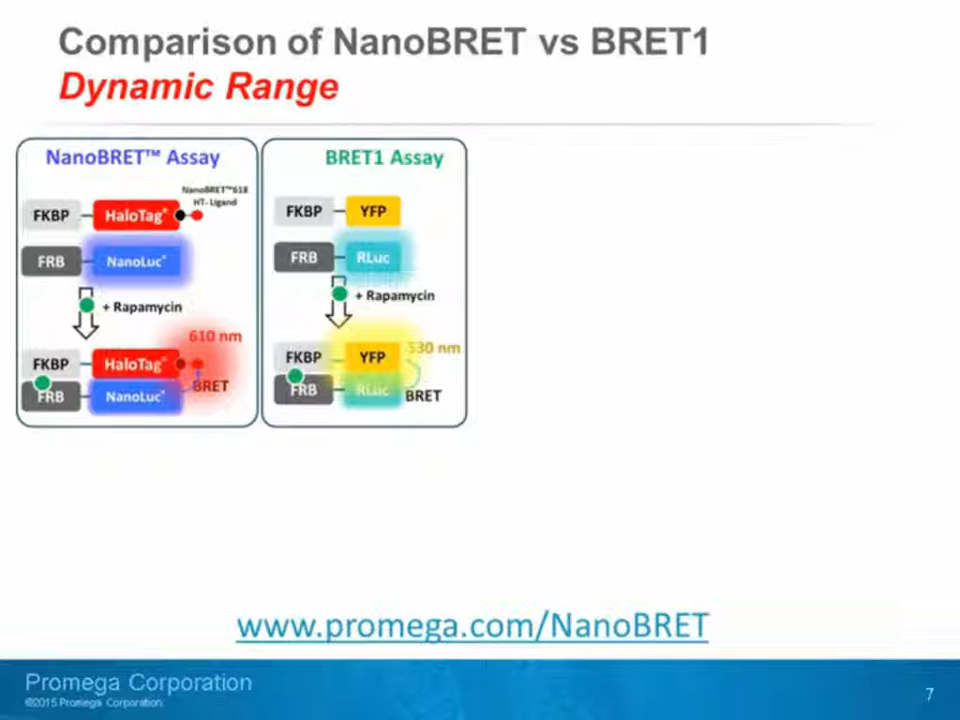 Comparison of NanoBRET vs BRET1
Dynamic Range
NanoBRET™ Assay
NanoBRET™618
HT- Ligand
FKBP
HaloTag®
FRB
NanoLuc®
+ Rapamycin
610 nm
FKBP
HaloTag®
BRET
FRB
NanoLuc®
BRET1 Assay
FKBP
YFP
FRB
RLuc
+ Rapamycin
530 nm
FKBP
YFP
FRB
RLuc
BRET
www.promega.com/NanoBRET
Promega Corporation
©2015 Promega Corporation.
7